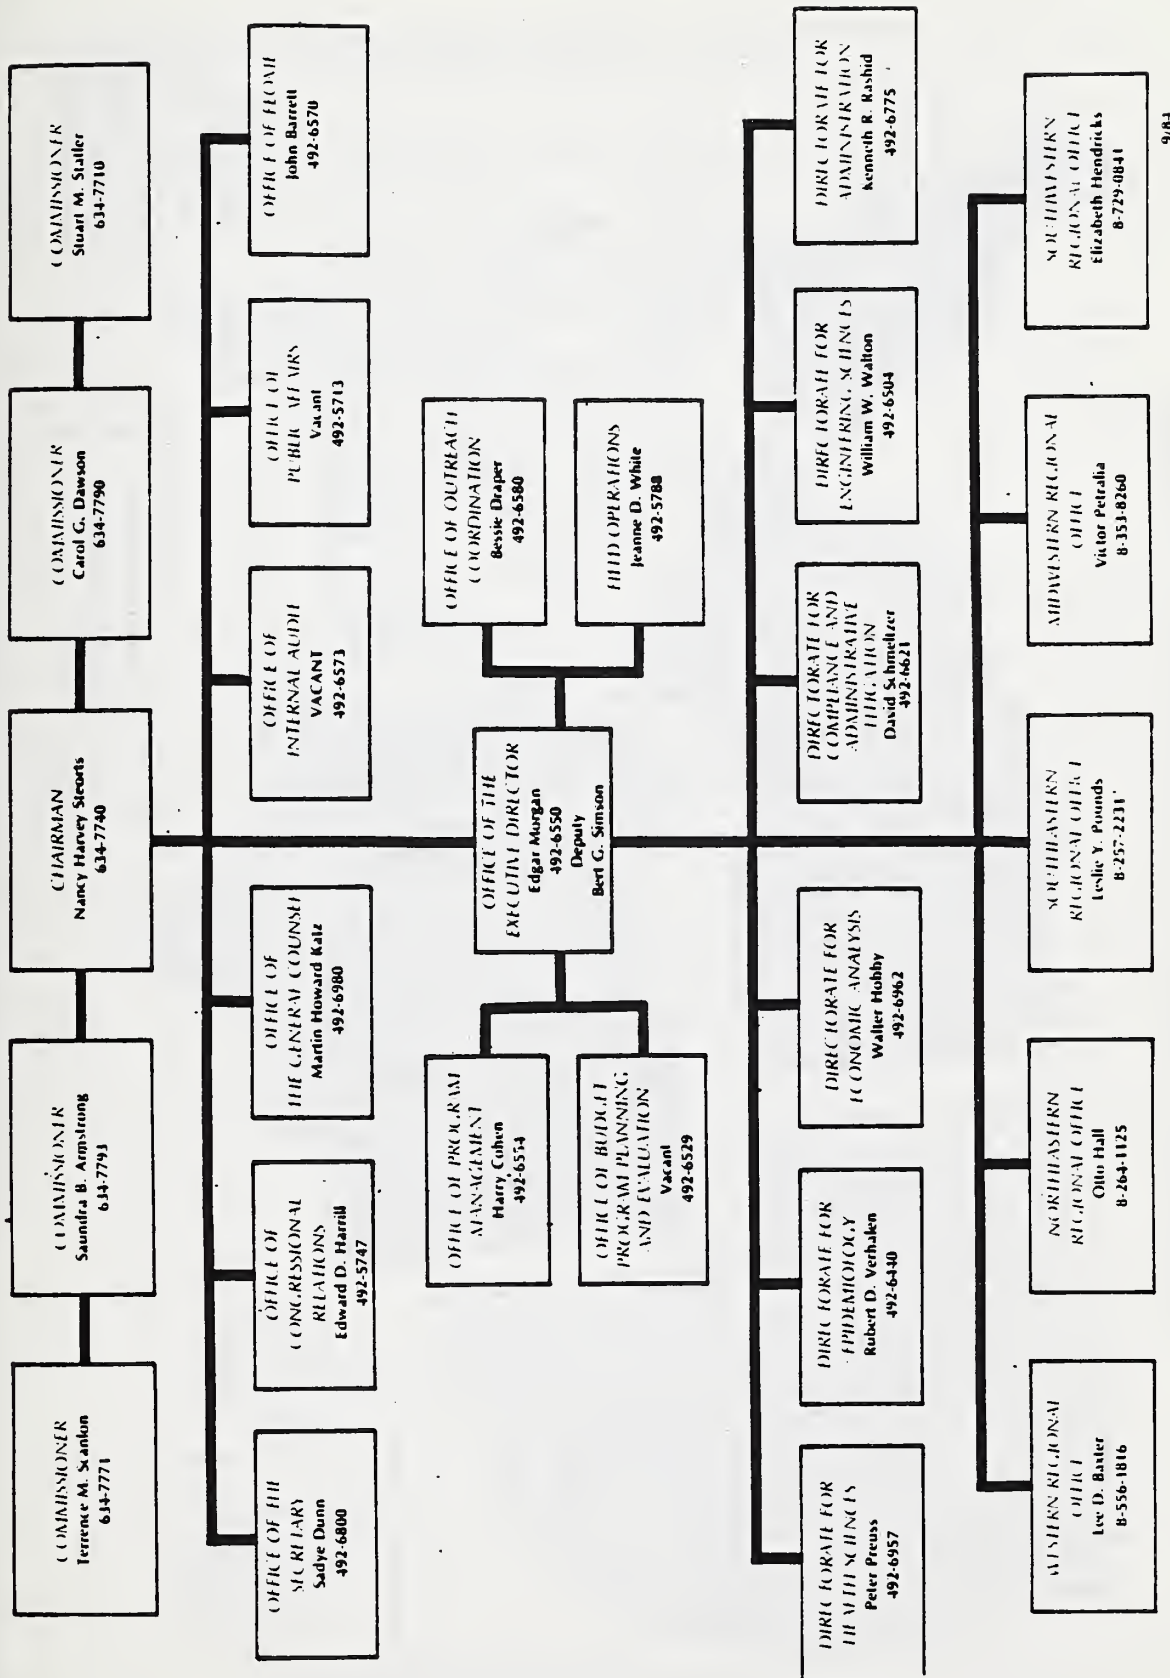 COMMISSIONER
Terrence M. Scanlon
634-7771
COMMISSIONER
Saundra B. Armstrong
634-7793
CHAIRMAN
Nancy Harvey Steorts
634-7740
COMMISSIONER
Carol G. Dawson
634-7790
COMMISSIONER
Stuart M. Statler
634-7710
OFFICE OF THE
SECRETARY
Sadye Dunn
492-6800
OFFICE OF
CONGRESSIONAL
RELATIONS
Edward D. Harrill
492-5747
OFFICE OF
THE GENERAL COUNSEL
Martin Howard Katz
492-6980
OFFICE OF
INTERNAL AUDIT
VACANT
492-6573
OFFICE OF
PUBLIC AFFAIRS
Vacant
492-5713
OFFICE OF EEOME
John Barrett
492-6570
OFFICE OF PROGRAM
MANAGEMENT
Harry Cohen
492-6554
OFFICE OF BUDGET
PROGRAM PLANNING
AND EVALUATION
Vacant
492-6529
OFFICE OF THE
EXECUTIVE DIRECTOR
Edgar Morgan
492-6550
Deputy
Bert G. Simson
OFFICE OF OUTREACH
COORDINATION
Bessie Draper
492-6580
FIELD OPERATIONS
Jeanne D. White
492-5788
DIRECTORATE FOR
HEALTH SCIENCES
Peter Preuss
492-6957
DIRECTORATE FOR
EPIDEMIOLOGY
Robert D. Verhalen
492-6440
DIRECTORATE FOR
ECONOMIC ANALYSIS
Walter Hobby
492-6962
DIRECTORATE FOR
COMPLIANCE AND
ADMINISTRATIVE
LITIGATION
David Schmeltzer
492-6621
DIRECTORATE FOR
ENGINEERING SCIENCES
William W. Walton
492-6504
DIRECTORATE FOR
ADMINISTRATION
Kenneth R. Rashid
492-6775
WESTERN REGIONAL
OFFICE
Lee D. Baxter
8-556-1816
NORTHEASTERN
REGIONAL OFFICE
Otto Hall
8-264-1125
SOUTHEASTERN
REGIONAL OFFICE
Leslie Y. Pounds
8-257-2231
MIDWESTERN REGIONAL
OFFICE
Victor Petralia
8-353-8260
SOUTHWESTERN
REGIONAL OFFICE
Elizabeth Hendricks
8-729-0841
9/84